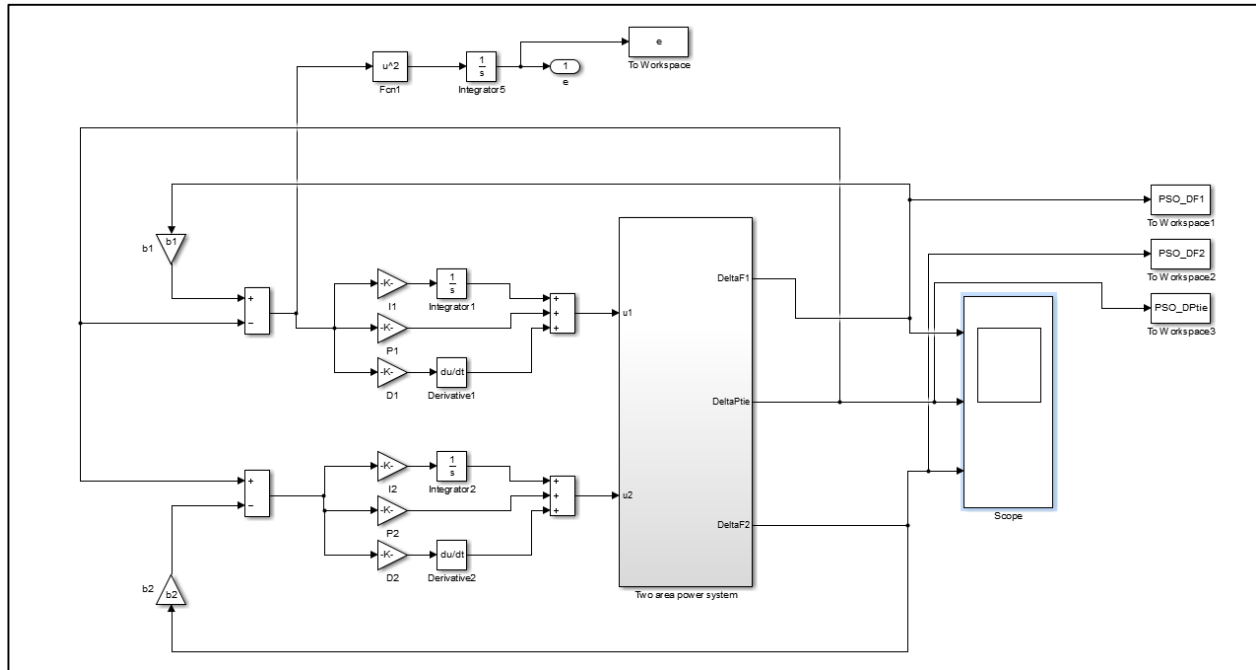 e
To Workspace
u^2
Fcn1
1
s
Integrator5
1
e
PSO_DF1
To Workspace1
b1
b1
PSO_DF2
To Workspace2
DeltaF1
+
−
-K-
I1
1
s
Integrator1
+
+
+
u1
PSO_DPtie
To Workspace3
-K-
P1
-K-
D1
du/dt
Derivative1
DeltaPtie
+
−
-K-
I2
1
s
Integrator2
+
+
+
u2
-K-
P2
DeltaF2
Scope
-K-
D2
du/dt
Derivative2
b2
b2
Two area power system